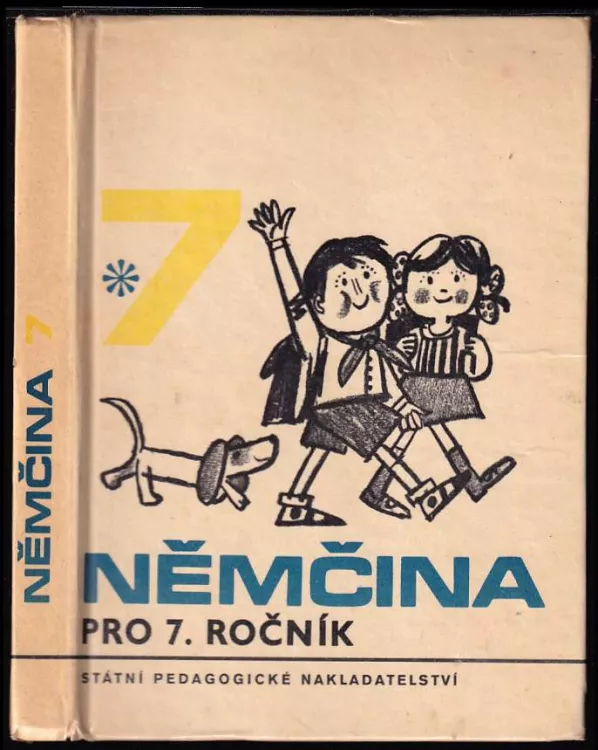 NĚMČINA 7
7
*
NĚMČINA
PRO 7. ROČNÍK
STÁTNÍ PEDAGOGICKÉ NAKLADATELSTVÍ